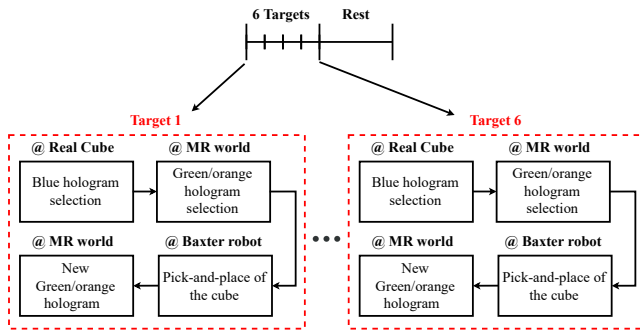 6 Targets
Rest
Target 1
Target 6
@ Real Cube
@ MR world
Blue hologram
selection
Green/orange
hologram
selection
@ MR world
@ Baxter robot
New
Green/orange
hologram
Pick-and-place of
the cube
@ Real Cube
@ MR world
Blue hologram
selection
Green/orange
hologram
selection
@ MR world
@ Baxter robot
New
Green/orange
hologram
Pick-and-place of
the cube